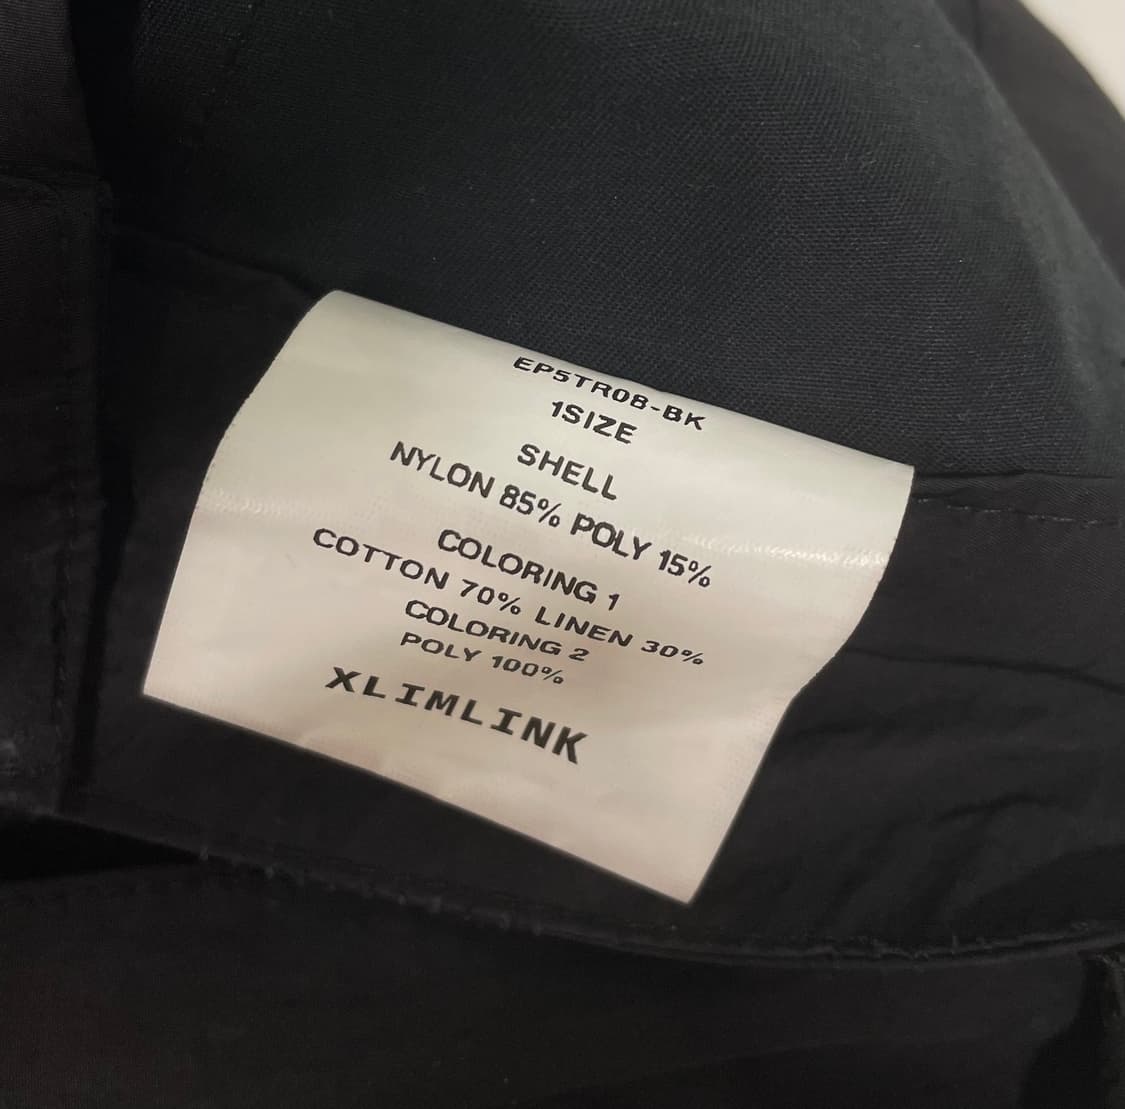 EP5TR08-BK
1SIZE
SHELL
NYLON 85% POLY 15%
COLORING 1
COTTON 70% LINEN 30%
COLORING 2
POLY 100%
XLIMLINK